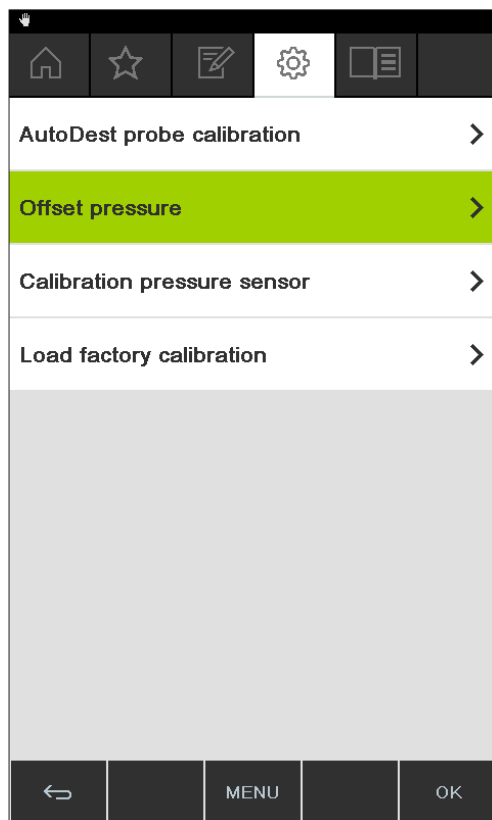 AutoDest probe calibration
Offset pressure
Calibration pressure sensor
Load factory calibration
MENU
OK